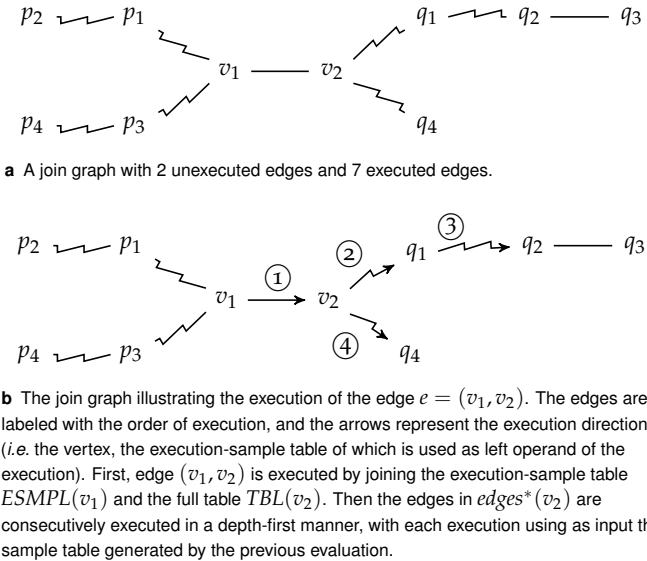 p2 p1 q1 q2 q3
v1 v2
p4 p3 q4
a A join graph with 2 unexecuted edges and 7 executed edges.
③
p2 p1 ② q1 q2 q3
①
v1 v2
p4 p3 ④ q4
b The join graph illustrating the execution of the edge e = (v1, v2). The edges are
labeled with the order of execution, and the arrows represent the execution direction
(i.e. the vertex, the execution-sample table of which is used as left operand of the
execution). First, edge (v1, v2) is executed by joining the execution-sample table
ESMPL(v1) and the full table TBL(v2). Then the edges in edges*(v2) are
consecutively executed in a depth-first manner, with each execution using as input th
sample table generated by the previous evaluation.